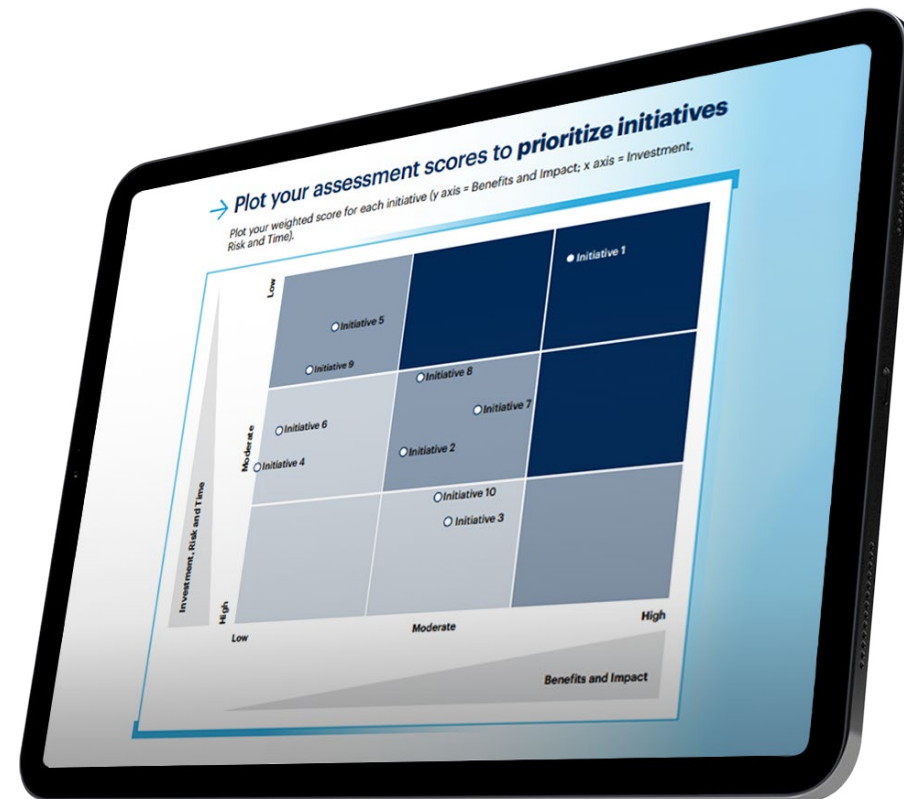 → Plot your assessment scores to prioritize initiatives
Plot your weighted score for each initiative (y axis = Benefits and Impact; x axis = Investment,
Risk and Time).
Low
Initiative 1
Initiative 5
Initiative 9
Initiative 8
Initiative 7
Moderate
Initiative 6
Initiative 2
Initiative 4
Initiative 10
Initiative 3
Investment, Risk and Time
High
Low
Moderate
High
Benefits and Impact